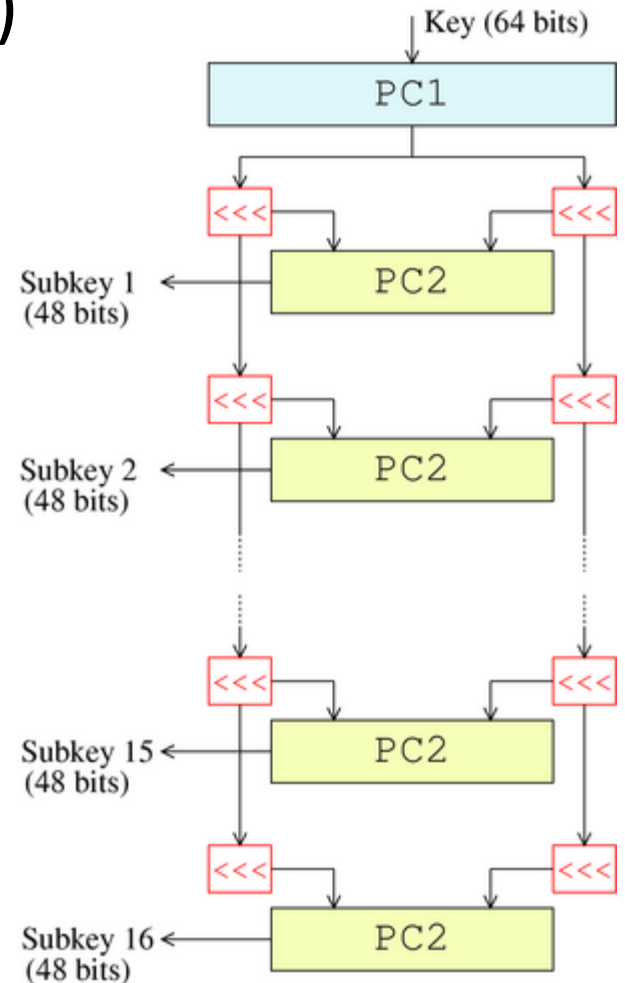 )
Key (64 bits)
PC1
<<< <<<
PC2
Subkey 1
(48 bits)
<<< <<<
PC2
Subkey 2
(48 bits)
<<< <<<
PC2
Subkey 15
(48 bits)
<<< <<<
PC2
Subkey 16
(48 bits)